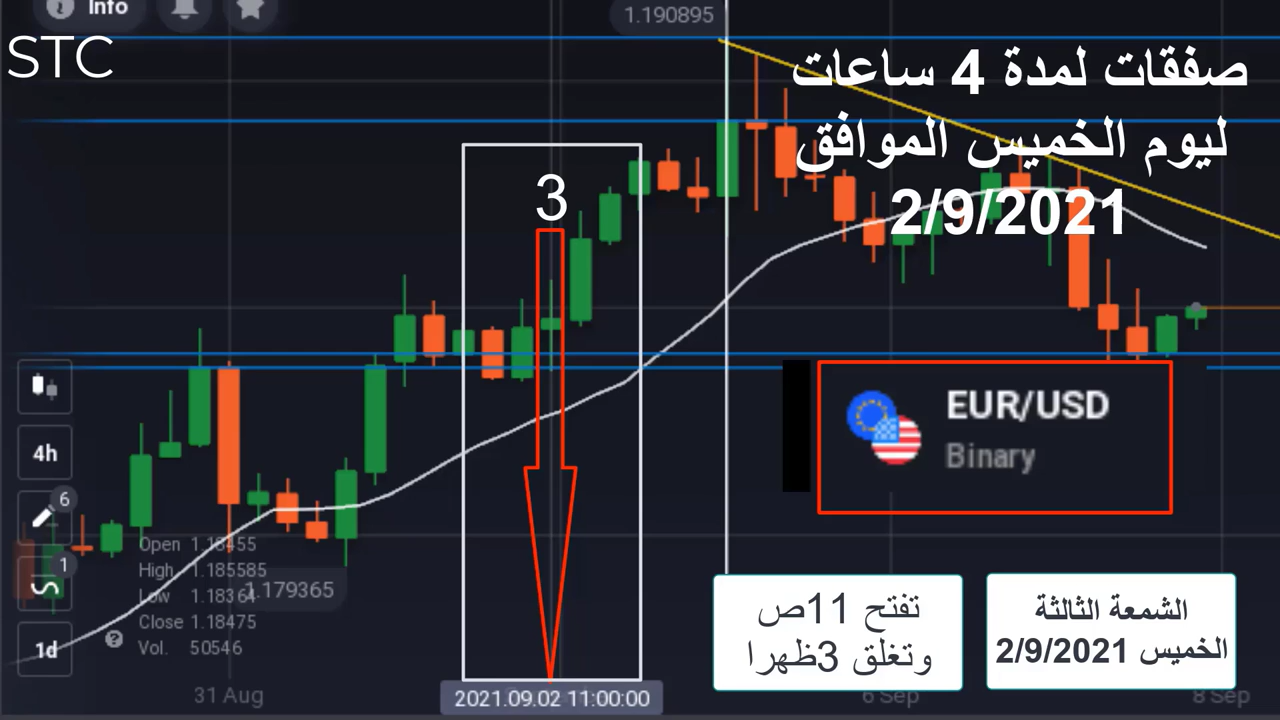 Info
1.190895
STC
صفقات لمدة 4 ساعات
ليوم الخميس الموافق
2/9/2021
3
EUR/USD
Binary
4h
6
1
1d
Open 1.18455
High 1.185585
Low 1.18364
Close 1.18475
Vol. 50546
1.179365
تفتح 11ص
وتغلق 3ظهرا
الشمعة الثالثة
الخميس 2/9/2021
31 Aug
2021.09.02 11:00:00
6 Sep
8 Sep